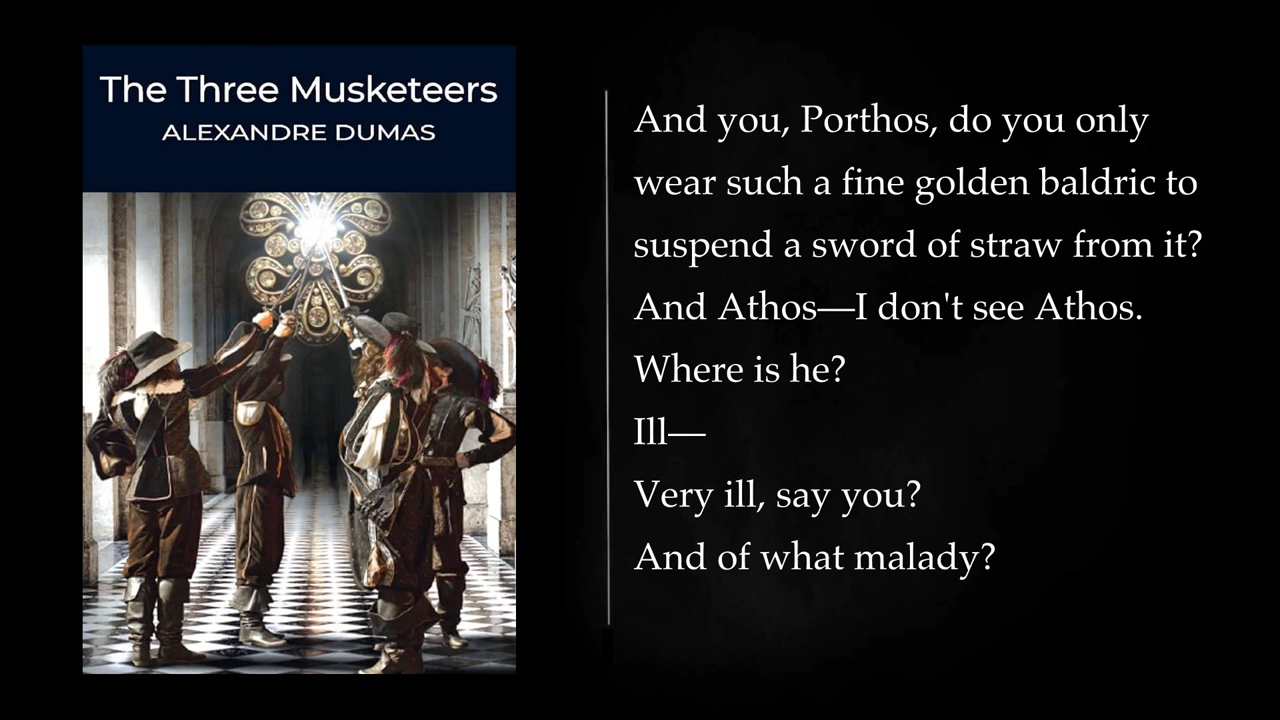 The Three Musketeers
ALEXANDRE DUMAS
And you, Porthos, do you only
wear such a fine golden baldric to
suspend a sword of straw from it?
And Athos—I don't see Athos.
Where is he?
Ill—
Very ill, say you?
And of what malady?